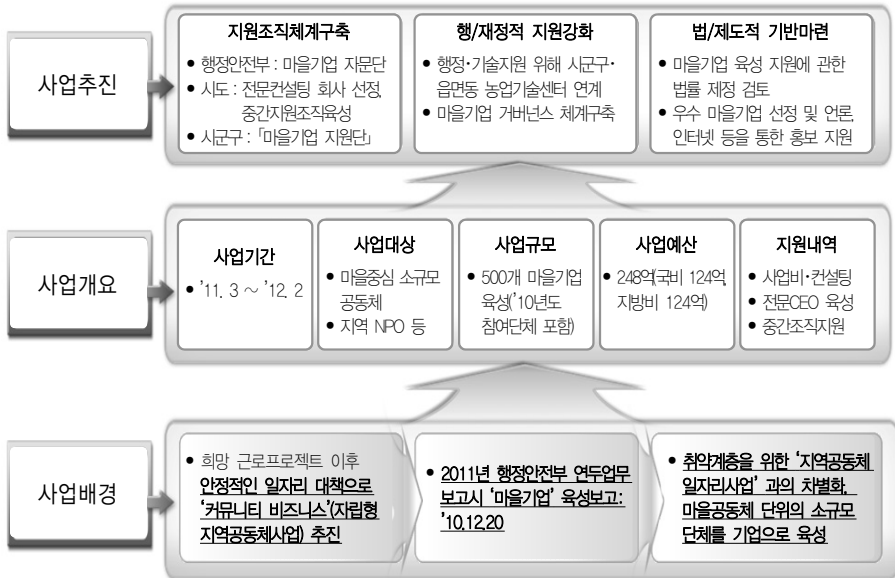 사업추진
지원조직체계구축
• 행정안전부 : 마을기업 자문단
• 시도 : 전문컨설팅 회사 선정,
중간지원조직육성
• 시군구 : 「마을기업 지원단」
행/재정적 지원강화
• 행정·기술지원 위해 시군구·
읍면동 농업기술센터 연계
• 마을기업 거버넌스 체계구축
법/제도적 기반마련
• 마을기업 육성 지원에 관한
법률 제정 검토
• 우수 마을기업 선정 및 언론,
인터넷 등을 통한 홍보 지원
사업개요
사업기간
• '11. 3 ~ '12. 2
사업대상
• 마을중심 소규모
공동체
• 지역 NPO 등
사업규모
• 500개 마을기업
육성('10년도
참여단체 포함)
사업예산
• 248억(국비 124억,
지방비 124억)
지원내역
• 사업비·컨설팅
• 전문CEO 육성
• 중간조직지원
사업배경
• 희망 근로프로젝트 이후
안정적인 일자리 대책으로
'커뮤니티 비즈니스'(자립형
지역공동체사업) 추진
• 2011년 행정안전부 연두업무
보고시 '마을기업' 육성보고:
'10.12.20
• 취약계층을 위한 '지역공동체
일자리사업' 과의 차별화,
마을공동체 단위의 소규모
단체를 기업으로 육성